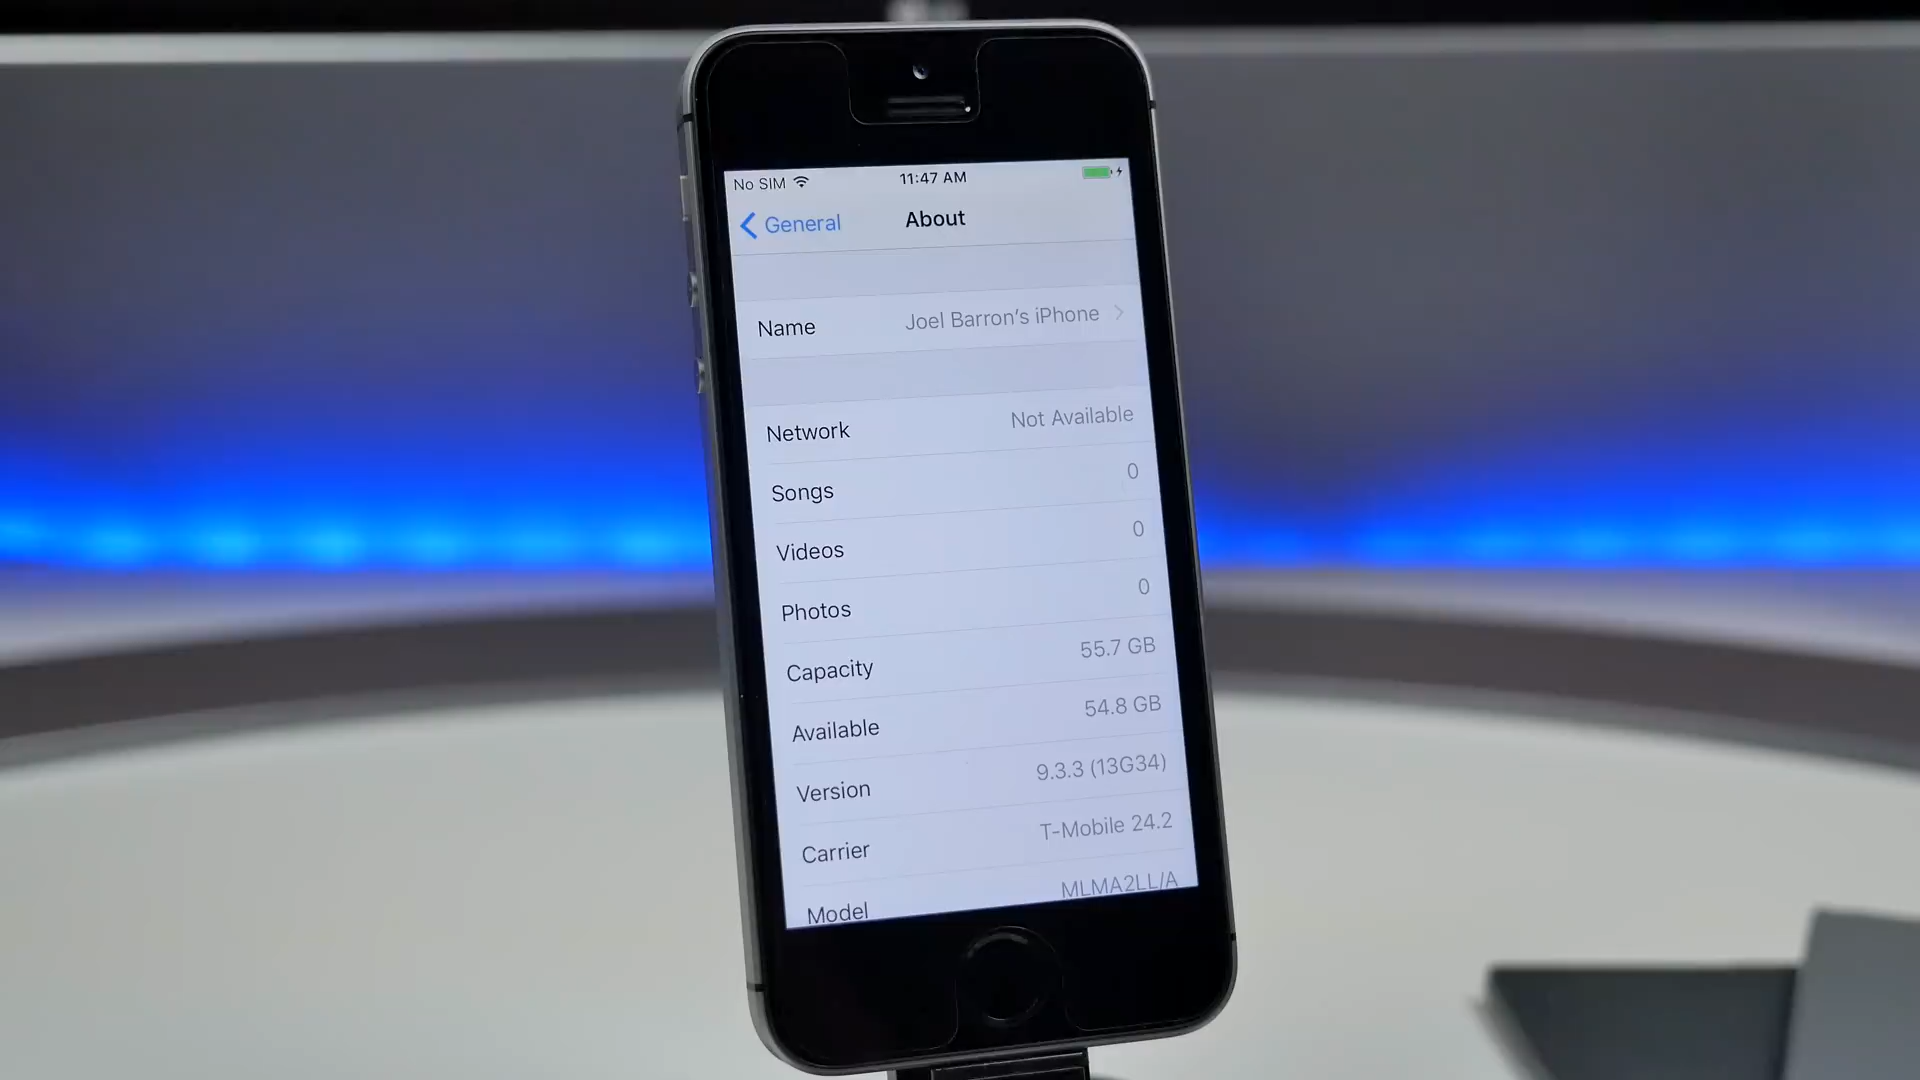 No SIM 11:47 AM
General About
Name Joel Barron’s iPhone
Network Not Available
Songs 0
Videos 0
Photos 0
Capacity 55.7 GB
Available 54.8 GB
Version 9.3.3 (13G34)
Carrier T-Mobile 24.2
Model MLMA2LL/A